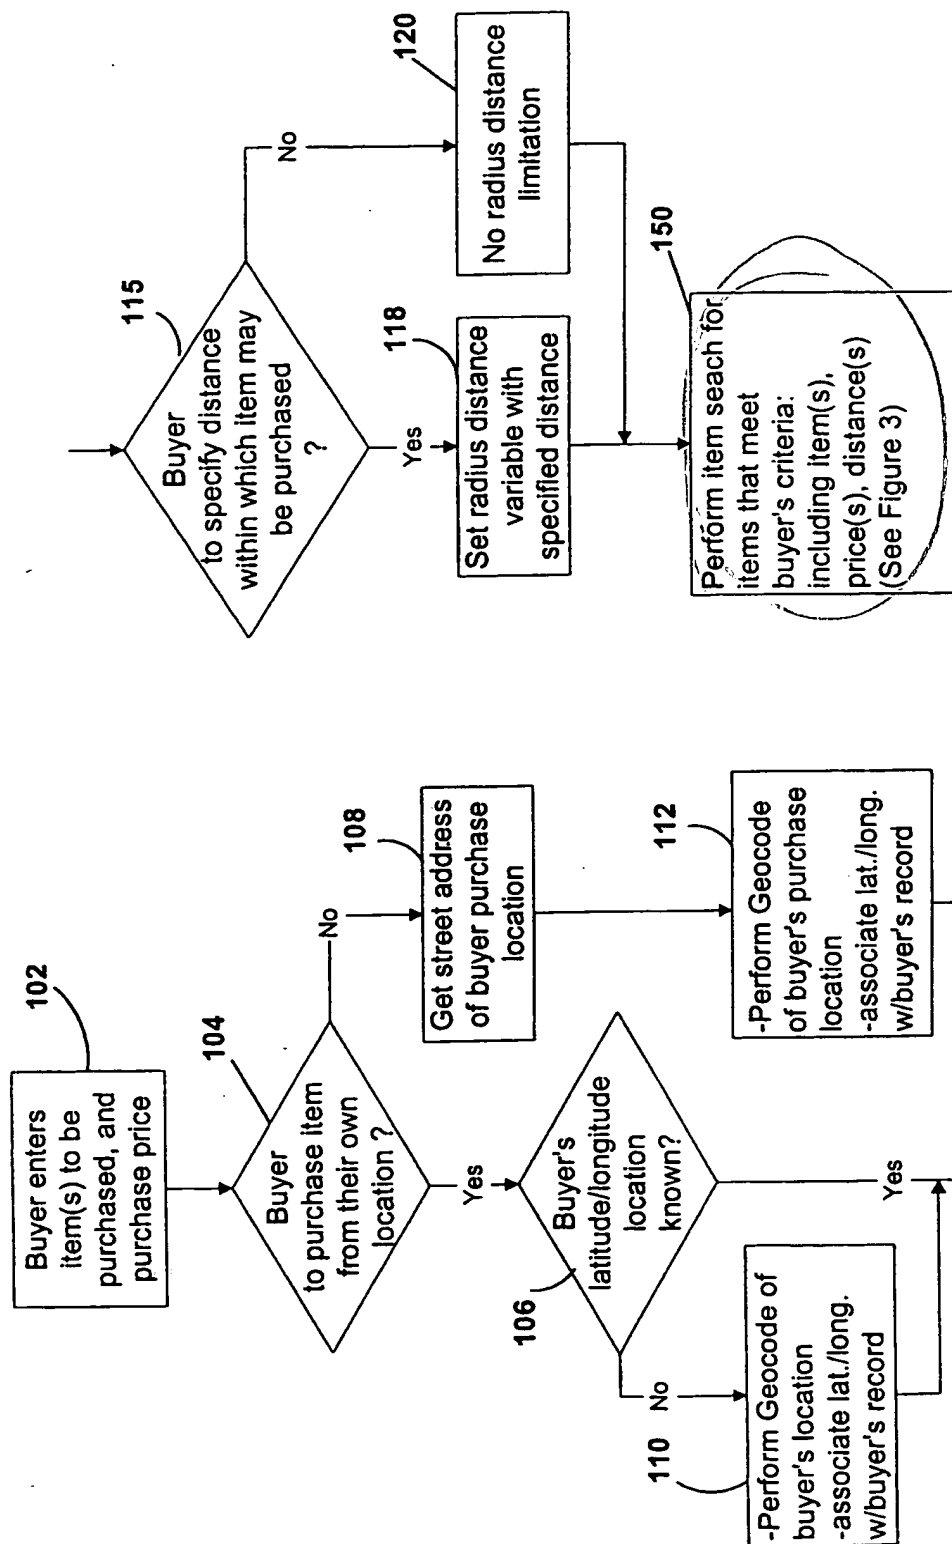 102
Buyer enters
item(s) to be
purchased, and
purchase price
104
Buyer
to purchase item
from their own
location ?
No
Yes
108
Get street address
of buyer purchase
location
106
Buyer's
latitude/longitude
location
known?
No
Yes
110
-Perform Geocode of
buyer's location
-associate lat./long.
w/buyer's record
112
-Perform Geocode
of buyer's purchase
location
-associate lat./long.
w/buyer's record
115
Buyer
to specify distance
within which item may
be purchased
?
No
Yes
118
Set radius distance
variable with
specified distance
120
No radius distance
limitation
150
Perform item seach for
items that meet
buyer's criteria:
including item(s),
price(s), distance(s)
(See Figure 3)